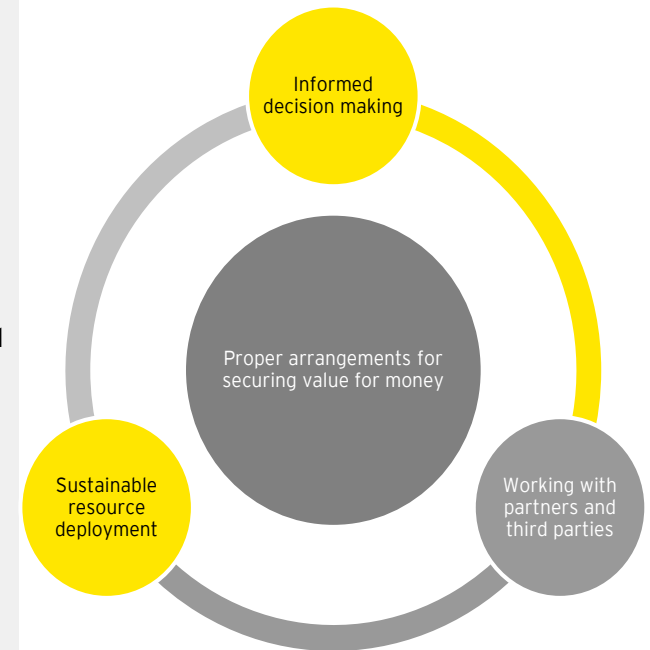 Informed
decision making
Proper arrangements for
securing value for money
Sustainable
resource
deployment
Working with
partners and
third parties